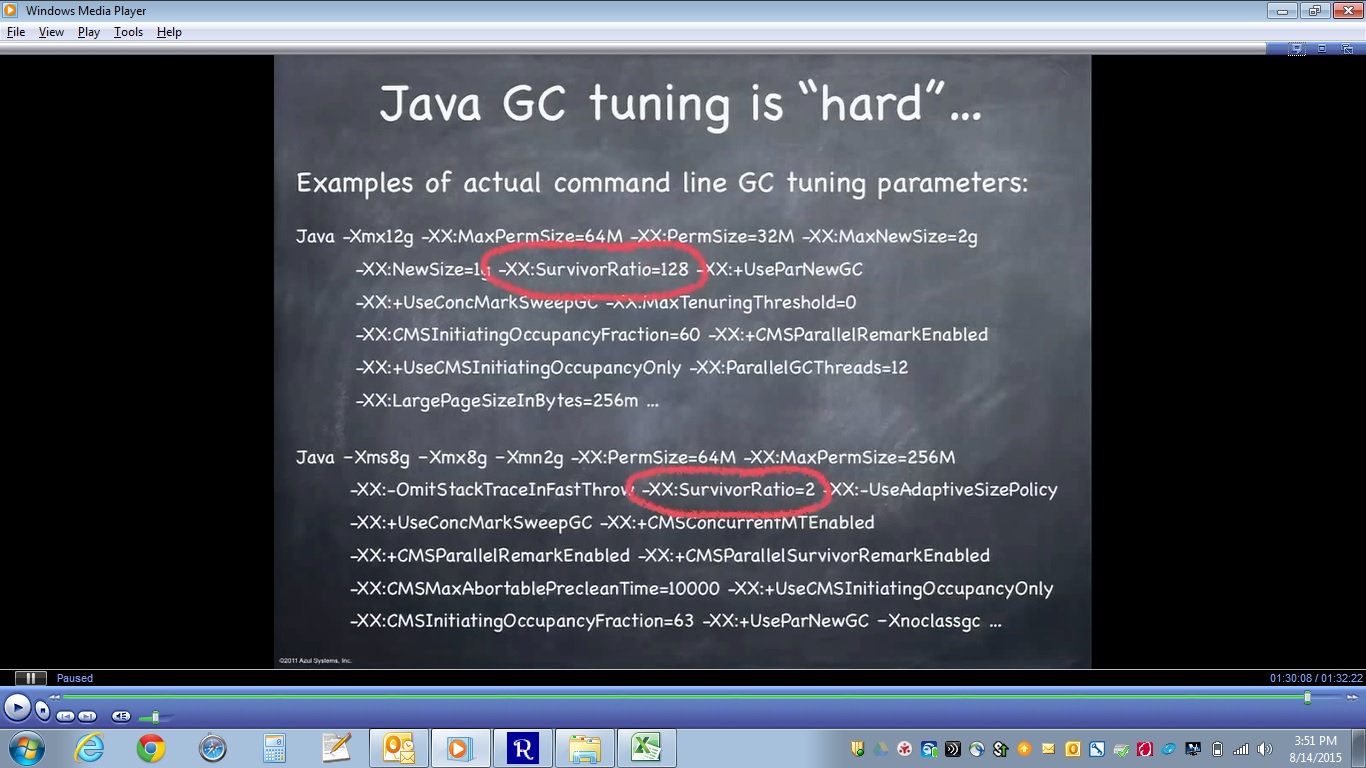 Windows Media Player
File View Play Tools Help
Java GC tuning is “hard”...
Examples of actual command line GC tuning parameters:
Java -Xmx12g -XX:MaxPermSize=64M -XX:PermSize=32M -XX:MaxNewSize=2g
-XX:NewSize=1g -XX:SurvivorRatio=128 -XX:+UseParNewGC
-XX:+UseConcMarkSweepGC -XX:MaxTenuringThreshold=0
-XX:CMSInitiatingOccupancyFraction=60 -XX:+CMSParallelRemarkEnabled
-XX:+UseCMSInitiatingOccupancyOnly -XX:ParallelGCThreads=12
-XX:LargePageSizeInBytes=256m ...
Java –Xms8g –Xmx8g –Xmn2g -XX:PermSize=64M -XX:MaxPermSize=256M
-XX:-OmitStackTraceInFastThrow -XX:SurvivorRatio=2 -XX:-UseAdaptiveSizePolicy
-XX:+UseConcMarkSweepGC -XX:+CMSConcurrentMTEnabled
-XX:+CMSParallelRemarkEnabled -XX:+CMSParallelSurvivorRemarkEnabled
-XX:CMSMaxAbortablePrecleanTime=10000 -XX:+UseCMSInitiatingOccupancyOnly
-XX:CMSInitiatingOccupancyFraction=63 -XX:+UseParNewGC –Xnoclassgc ...
©2011 Azul Systems, Inc.
Paused
01:30:08 / 01:32:22
3:51 PM
8/14/2015